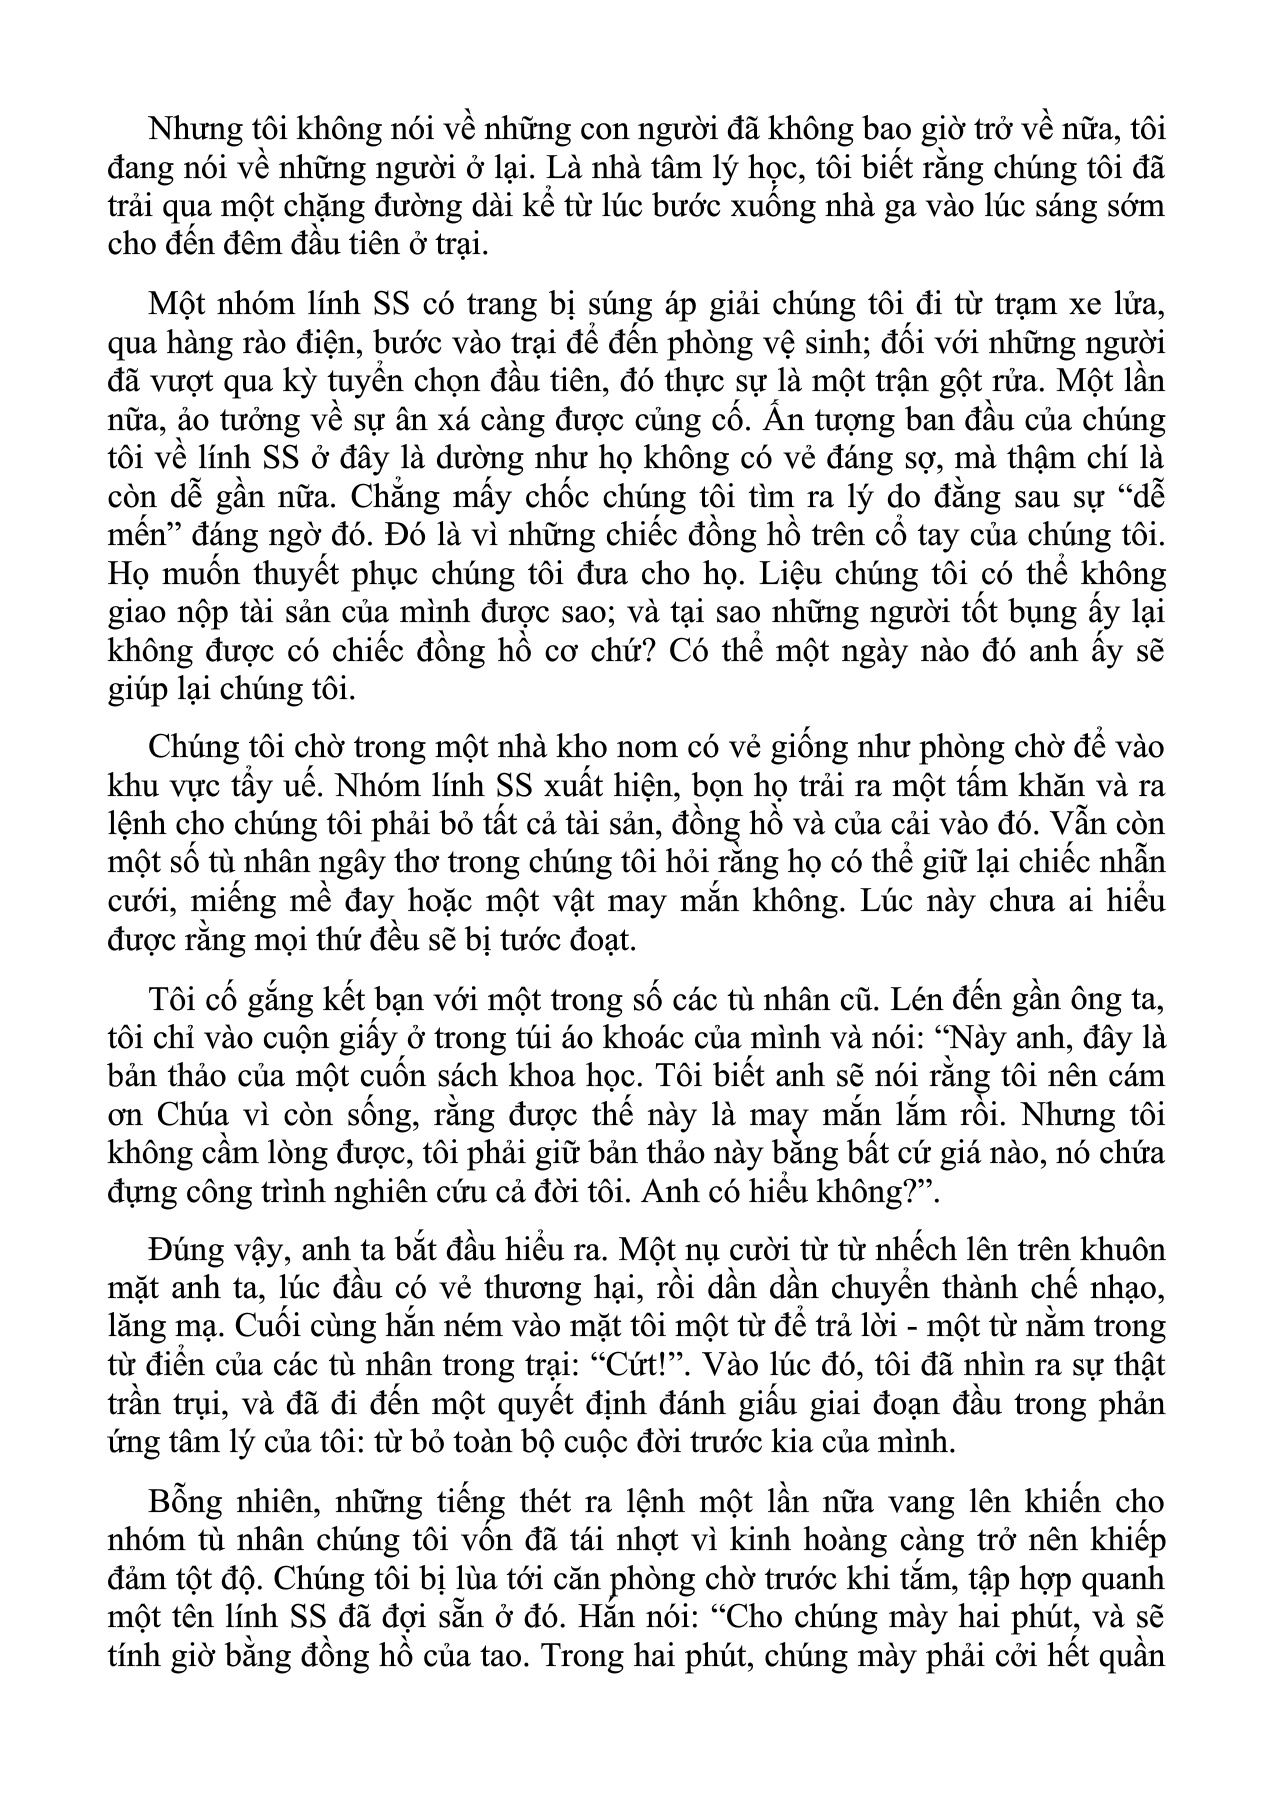 Nhưng tôi không nói về những con người đã không bao giờ trở về nữa, tôi
đang nói về những người ở lại. Là nhà tâm lý học, tôi biết rằng chúng tôi đã
trải qua một chặng đường dài kể từ lúc bước xuống nhà ga vào lúc sáng sớm
cho đến đêm đầu tiên ở trại.
Một nhóm lính SS có trang bị súng áp giải chúng tôi đi từ trạm xe lửa,
qua hàng rào điện, bước vào trại để đến phòng vệ sinh; đối với những người
đã vượt qua kỳ tuyển chọn đầu tiên, đó thực sự là một trận gột rửa. Một lần
nữa, ảo tưởng về sự ân xá càng được củng cố. Ấn tượng ban đầu của chúng
tôi về lính SS ở đây là dường như họ không có vẻ đáng sợ, mà thậm chí là
còn dễ gần nữa. Chẳng mấy chốc chúng tôi tìm ra lý do đằng sau sự “dễ
mến” đáng ngờ đó. Đó là vì những chiếc đồng hồ trên cổ tay của chúng tôi.
Họ muốn thuyết phục chúng tôi đưa cho họ. Liệu chúng tôi có thể không
giao nộp tài sản của mình được sao; và tại sao những người tốt bụng ấy lại
không được có chiếc đồng hồ cơ chứ? Có thể một ngày nào đó anh ấy sẽ
giúp lại chúng tôi.
Chúng tôi chờ trong một nhà kho nom có vẻ giống như phòng chờ để vào
khu vực tẩy uế. Nhóm lính SS xuất hiện, bọn họ trải ra một tấm khăn và ra
lệnh cho chúng tôi phải bỏ tất cả tài sản, đồng hồ và của cải vào đó. Vẫn còn
một số tù nhân ngây thơ trong chúng tôi hỏi rằng họ có thể giữ lại chiếc nhẫn
cưới, miếng mề đay hoặc một vật may mắn không. Lúc này chưa ai hiểu
được rằng mọi thứ đều sẽ bị tước đoạt.
Tôi cố gắng kết bạn với một trong số các tù nhân cũ. Lén đến gần ông ta,
tôi chỉ vào cuộn giấy ở trong túi áo khoác của mình và nói: “Này anh, đây là
bản thảo của một cuốn sách khoa học. Tôi biết anh sẽ nói rằng tôi nên cám
ơn Chúa vì còn sống, rằng được thế này là may mắn lắm rồi. Nhưng tôi
không cầm lòng được, tôi phải giữ bản thảo này bằng bất cứ giá nào, nó chứa
đựng công trình nghiên cứu cả đời tôi. Anh có hiểu không?”.
Đúng vậy, anh ta bắt đầu hiểu ra. Một nụ cười từ từ nhếch lên trên khuôn
mặt anh ta, lúc đầu có vẻ thương hại, rồi dần dần chuyển thành chế nhạo,
lăng mạ. Cuối cùng hắn ném vào mặt tôi một từ để trả lời - một từ nằm trong
từ điển của các tù nhân trong trại: “Cứt!”. Vào lúc đó, tôi đã nhìn ra sự thật
trần trụi, và đã đi đến một quyết định đánh giấu giai đoạn đầu trong phản
ứng tâm lý của tôi: từ bỏ toàn bộ cuộc đời trước kia của mình.
Bỗng nhiên, những tiếng thét ra lệnh một lần nữa vang lên khiến cho
nhóm tù nhân chúng tôi vốn đã tái nhợt vì kinh hoàng càng trở nên khiếp
đảm tột độ. Chúng tôi bị lùa tới căn phòng chờ trước khi tắm, tập hợp quanh
một tên lính SS đã đợi sẵn ở đó. Hắn nói: “Cho chúng mày hai phút, và sẽ
tính giờ bằng đồng hồ của tao. Trong hai phút, chúng mày phải cởi hết quần